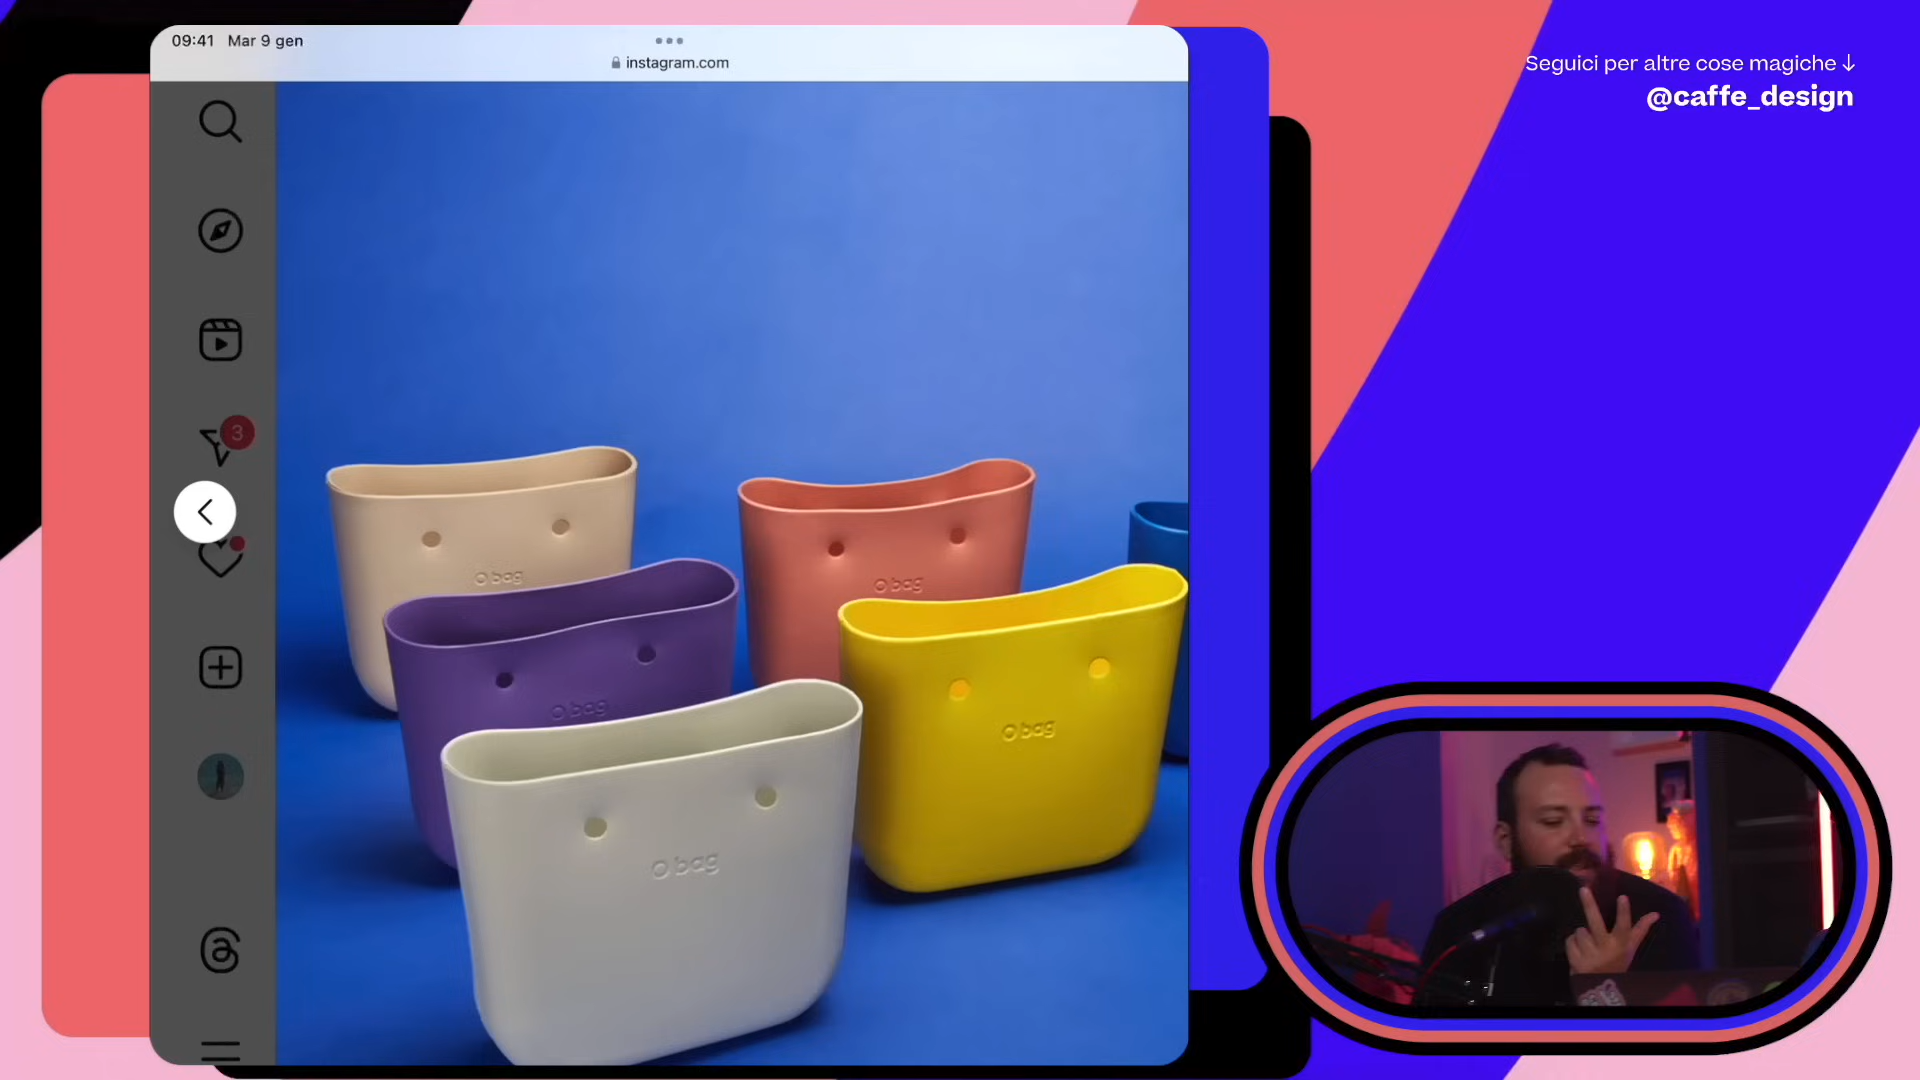 09:41 Mar 9 gen
instagram.com
Seguici per altre cose magiche ↓
@caffe_design
3
O bag
O bag
O bag
O bag
O bag